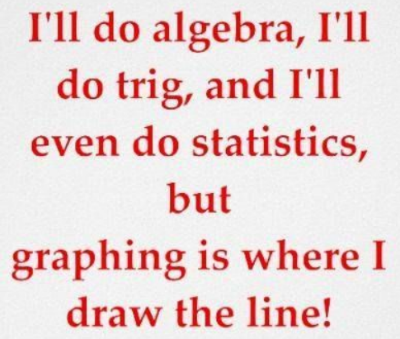 I'll do algebra, I'll
do trig, and I'll
even do statistics,
but
graphing is where I
draw the line!